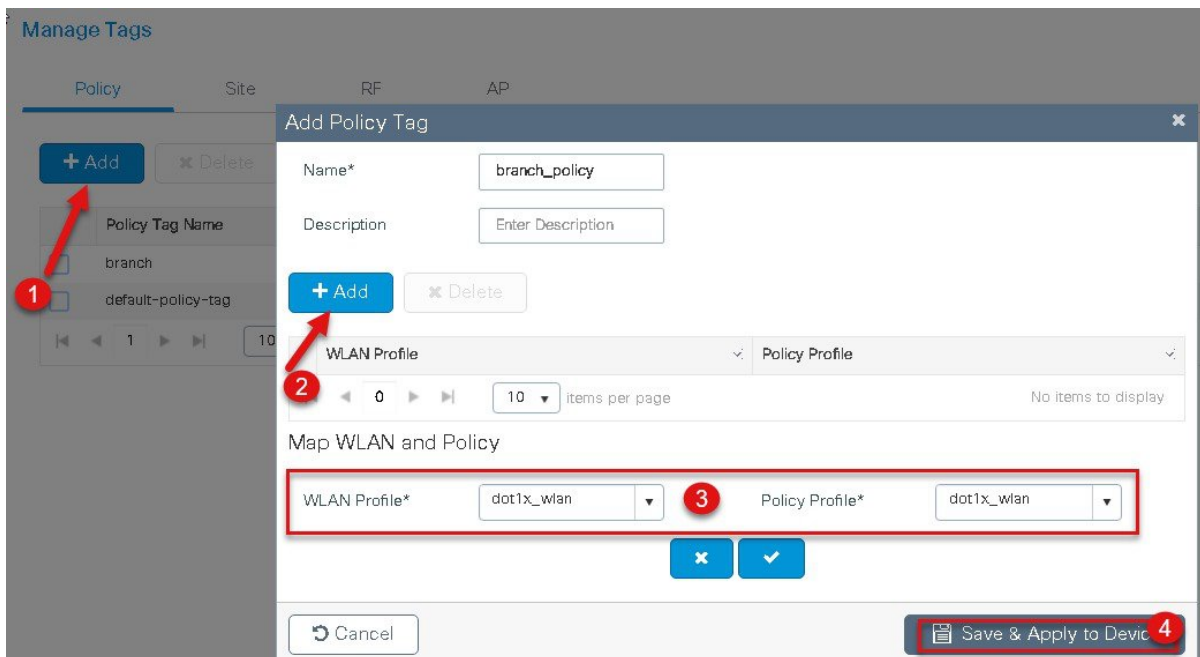 Manage Tags
Policy Site RF AP
Add Policy Tag
+ Add Delete
Name* branch_policy
1
Policy Tag Name
Description Enter Description
branch
default-policy-tag
+ Add Delete
1 10
2
WLAN Profile Policy Profile
0 10 items per page No items to display
Map WLAN and Policy
WLAN Profile* dot1x_wlan 3 Policy Profile* dot1x_wlan
Cancel Save & Apply to Devic 4